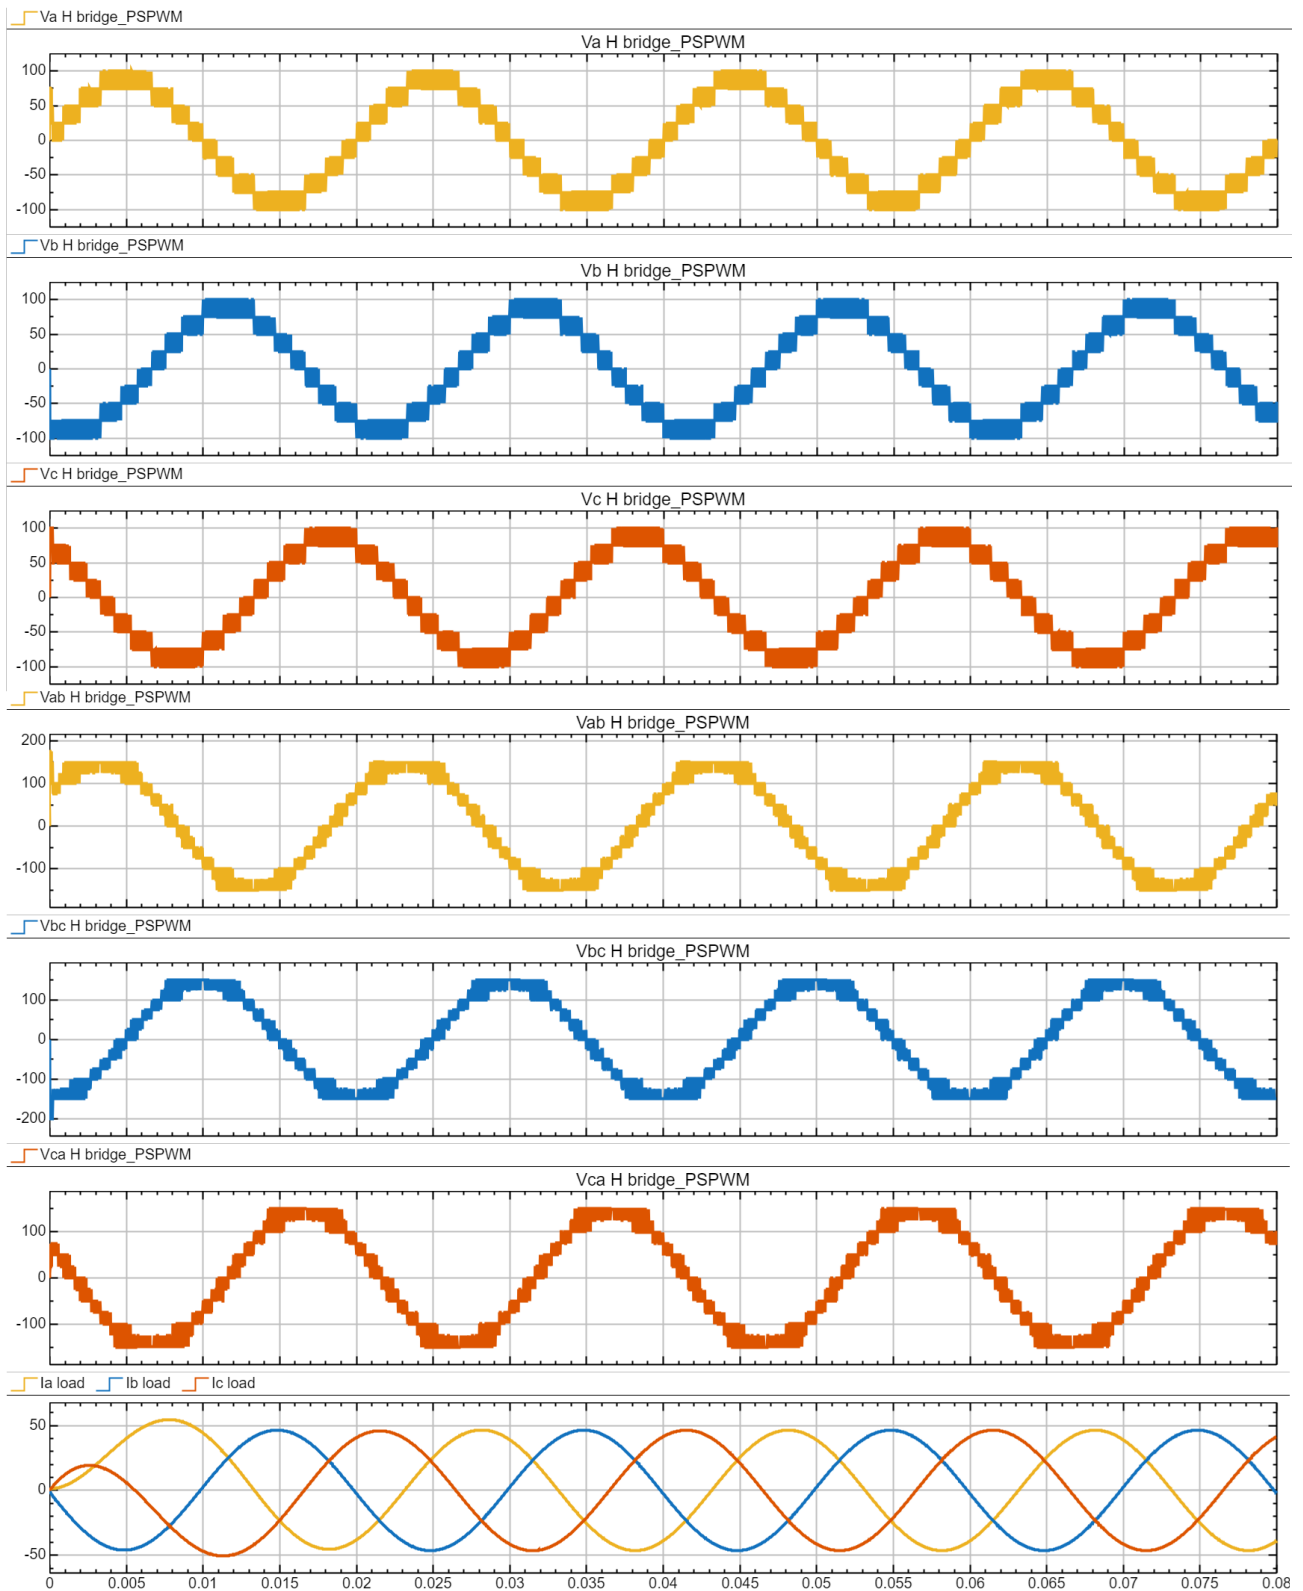 Va H bridge_PSPWM
Va H bridge_PSPWM
100
50
0
-50
-100
Vb H bridge_PSPWM
Vb H bridge_PSPWM
100
50
0
-50
-100
Vc H bridge_PSPWM
Vc H bridge_PSPWM
100
50
0
-50
-100
Vab H bridge_PSPWM
Vab H bridge_PSPWM
200
100
0
-100
Vbc H bridge_PSPWM
Vbc H bridge_PSPWM
100
0
-100
-200
Vca H bridge_PSPWM
Vca H bridge_PSPWM
100
0
-100
Ia load Ib load Ic load
50
0
-50
0 0.005 0.01 0.015 0.02 0.025 0.03 0.035 0.04 0.045 0.05 0.055 0.06 0.065 0.07 0.075 0.08